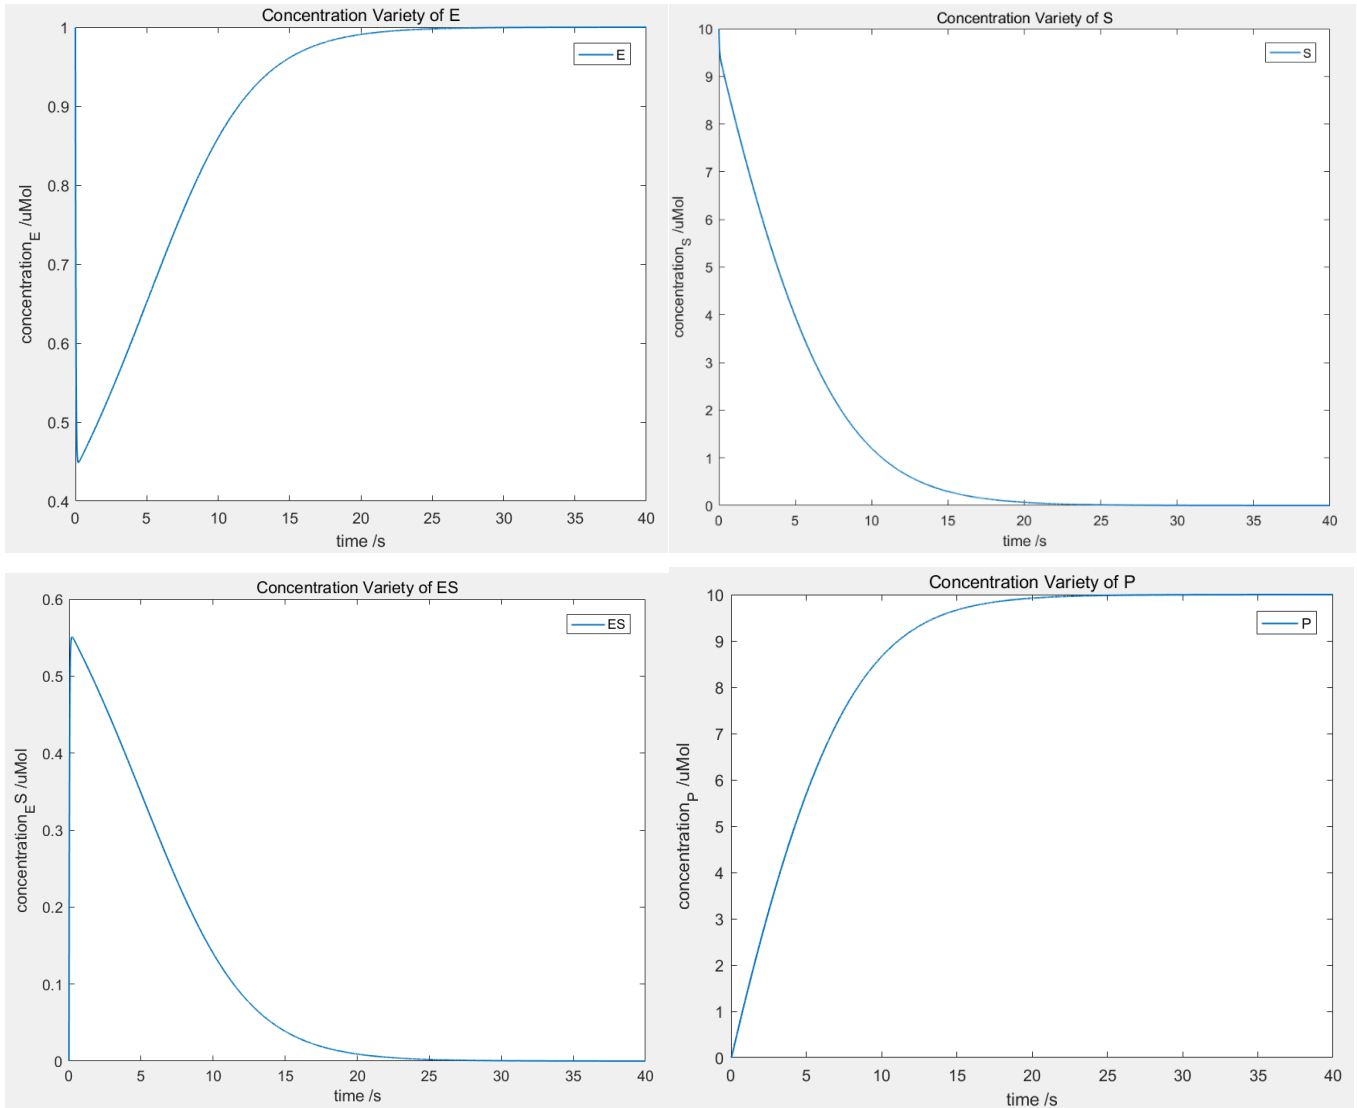 Concentration Variety of E
1
0.9
0.8
0.7
0.6
0.5
0.4
0 5 10 15 20 25 30 35 40
time /s
concentration_E /uMol
E
Concentration Variety of S
10
9
8
7
6
5
4
3
2
1
0
0 5 10 15 20 25 30 35 40
time /s
concentration_S /uMol
S
Concentration Variety of ES
0.6
0.5
0.4
0.3
0.2
0.1
0
0 5 10 15 20 25 30 35 40
time /s
concentration_ES /uMol
ES
Concentration Variety of P
10
9
8
7
6
5
4
3
2
1
0
0 5 10 15 20 25 30 35 40
time /s
concentration_P /uMol
P